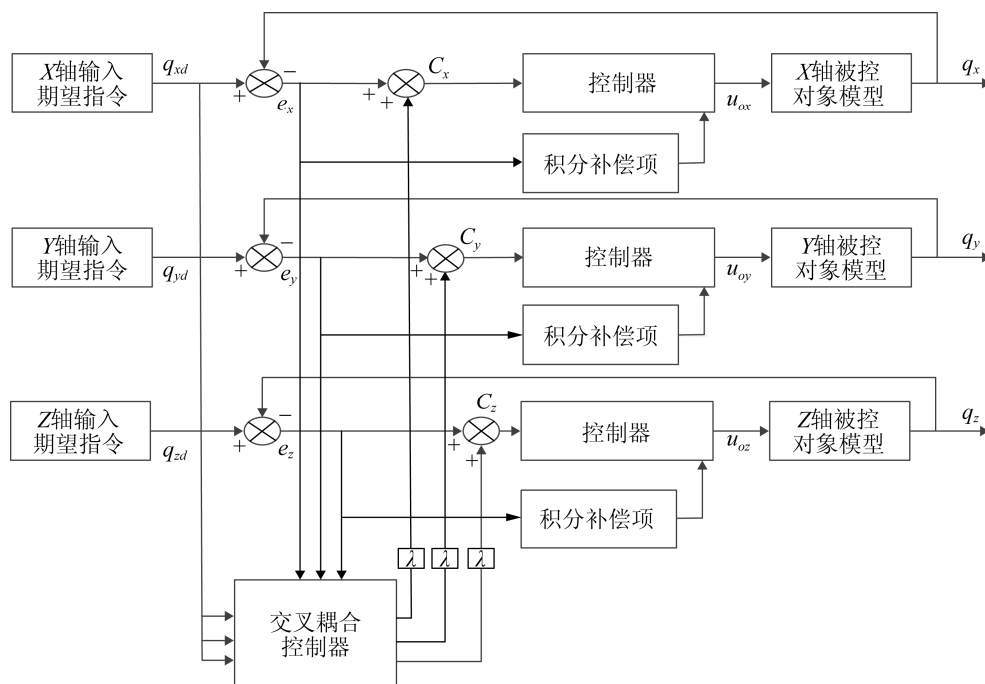 X轴输入
期望指令
q_xd
+
−
e_x
+
+
C_x
控制器
u_ox
X轴被控
对象模型
q_x
积分补偿项
Y轴输入
期望指令
q_yd
+
−
e_y
+
+
C_y
控制器
u_oy
Y轴被控
对象模型
q_y
积分补偿项
Z轴输入
期望指令
q_zd
+
−
e_z
+
+
C_z
控制器
u_oz
Z轴被控
对象模型
q_z
积分补偿项
λ
λ
λ
交叉耦合
控制器